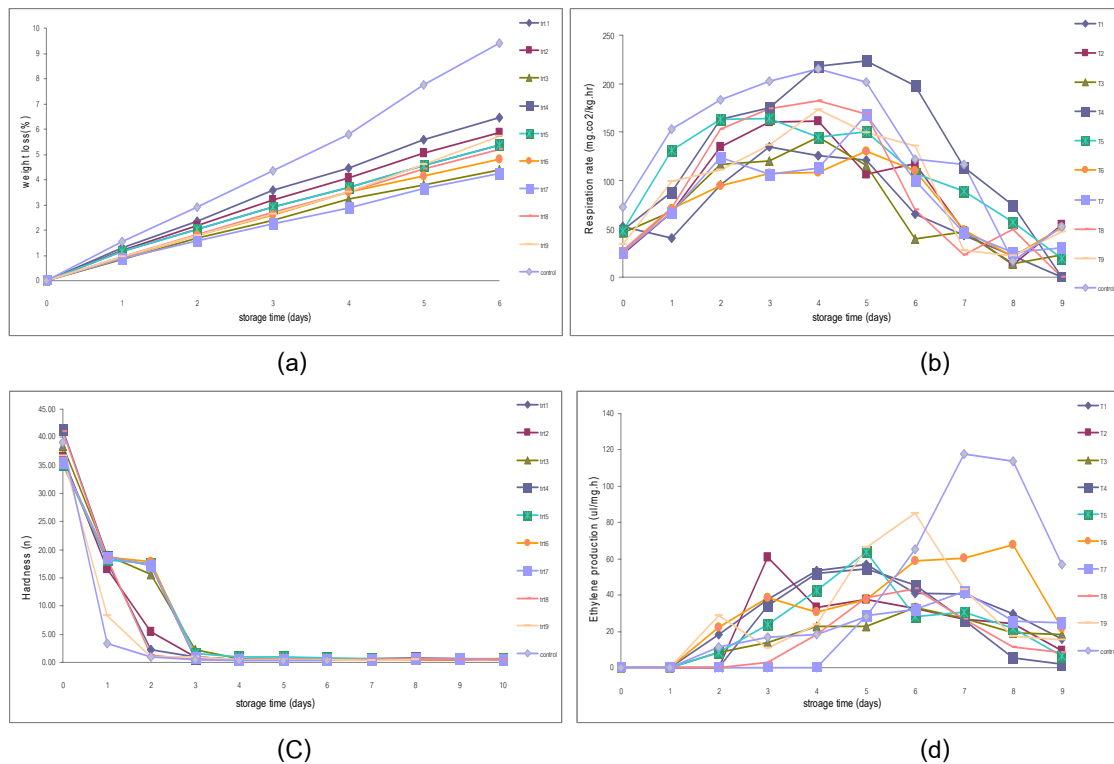 10
9
8
7
6
5
4
3
2
1
0
weight loss(%)
0 1 2 3 4 5 6
storage time (days)
trt 1
trt2
trt3
trt4
trt5
trt6
trt7
trt8
trt9
control
(a)
250
200
150
100
50
0
Respiration rate (mg.co2/kg.hr)
0 1 2 3 4 5 6 7 8 9
storage time (days)
T1
T2
T3
T4
T5
T6
T7
T8
T9
control
(b)
45.00
40.00
35.00
30.00
25.00
20.00
15.00
10.00
5.00
0.00
Hardness (n)
0 1 2 3 4 5 6 7 8 9 10
storage time (days)
trt1
trt2
trt3
trt4
trt5
trt6
trt7
trt8
trt9
control
(C)
140
120
100
80
60
40
20
0
Ethylene production (ul/mg.h)
0 1 2 3 4 5 6 7 8 9
stroage time (days)
T1
T2
T3
T4
T5
T6
T7
T8
T9
control
(d)